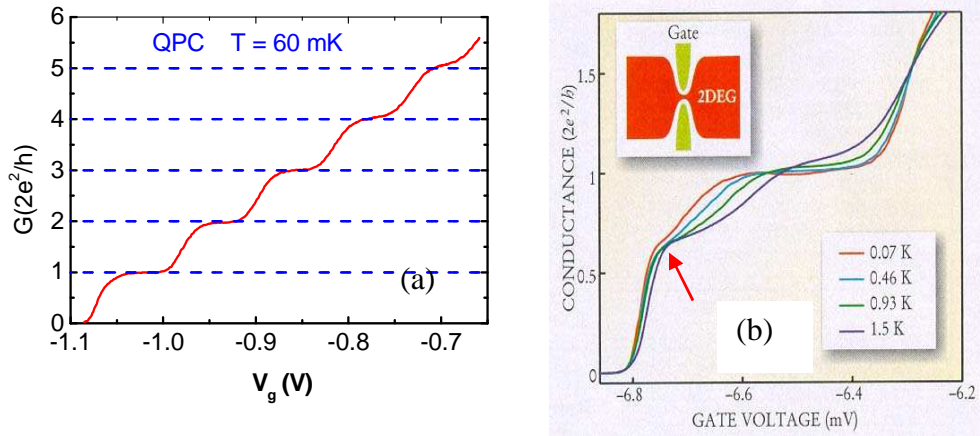 QPC T = 60 mK
G(2e²/h)
6
5
4
3
2
1
0
(a)
-1.1
-1.0
-0.9
-0.8
-0.7
V_g (V)
CONDUCTANCE (2e²/h)
1.5
1
0.5
0
Gate
2DEG
0.07 K
0.46 K
0.93 K
1.5 K
(b)
−6.8
−6.6
−6.4
−6.2
GATE VOLTAGE (mV)